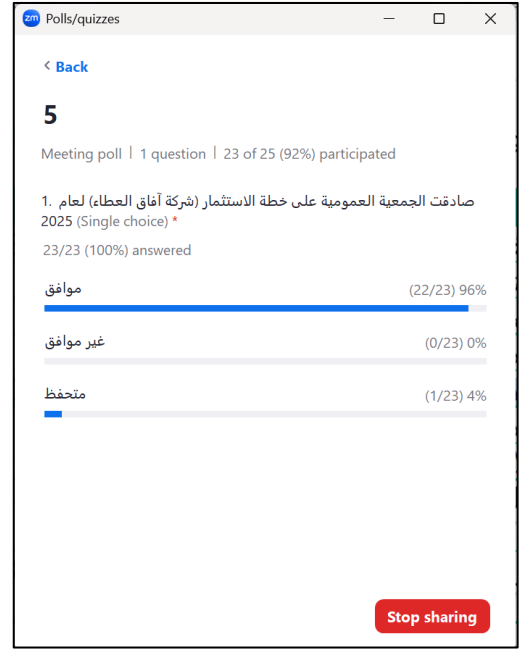 zm Polls/quizzes
< Back
5
Meeting poll | 1 question | 23 of 25 (92%) participated
1. صادقت الجمعية العمومية على خطة الاستثمار (شركة آفاق العطاء) لعام
2025 (Single choice) *
23/23 (100%) answered
موافق (22/23) 96%
غير موافق (0/23) 0%
متحفظ (1/23) 4%
Stop sharing